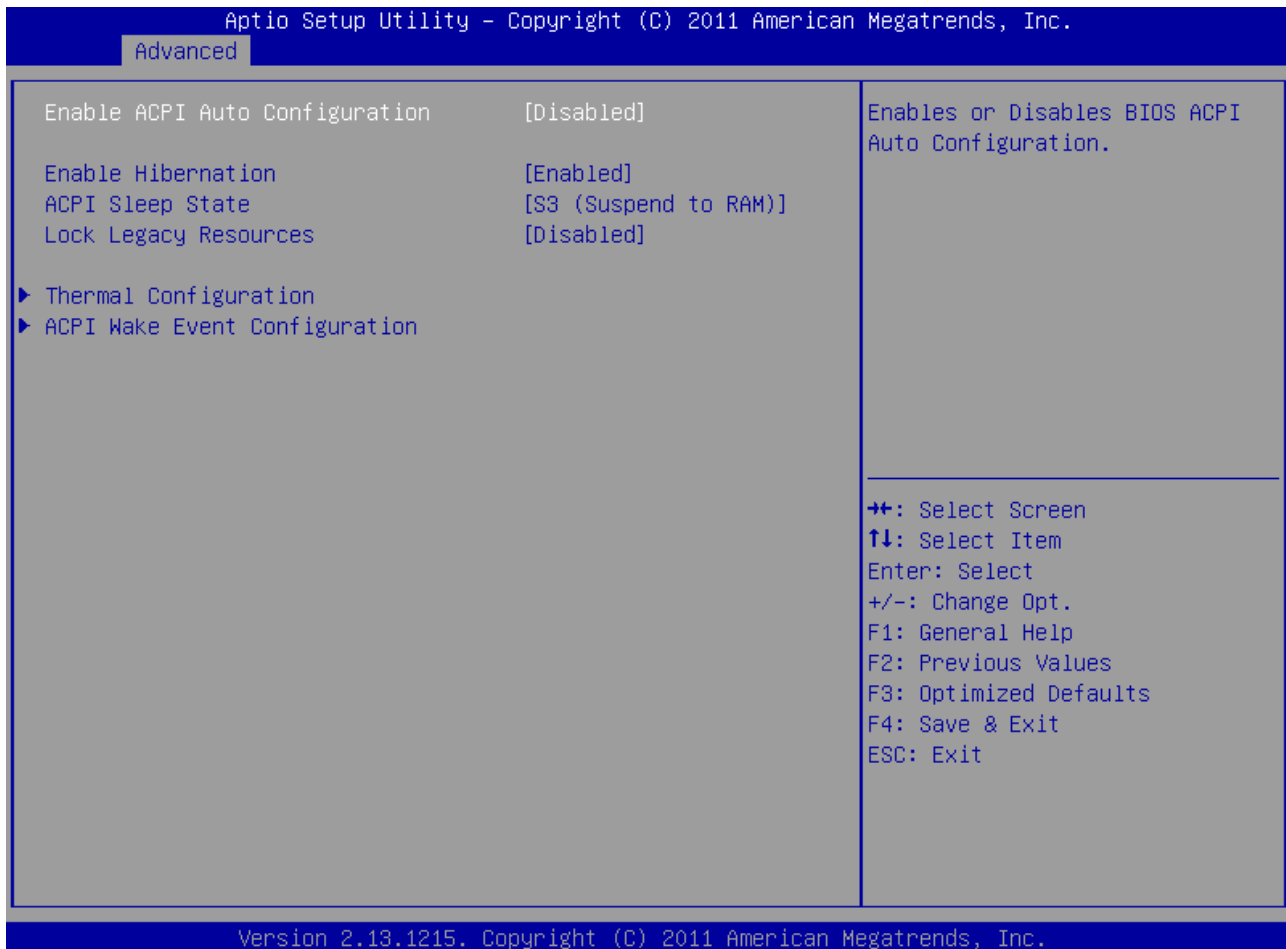 Aptio Setup Utility – Copyright (C) 2011 American Megatrends, Inc.
Advanced
Enable ACPI Auto Configuration [Disabled]
Enable Hibernation [Enabled]
ACPI Sleep State [S3 (Suspend to RAM)]
Lock Legacy Resources [Disabled]
▶ Thermal Configuration
▶ ACPI Wake Event Configuration
Enables or Disables BIOS ACPI
Auto Configuration.
→←: Select Screen
↑↓: Select Item
Enter: Select
+/-: Change Opt.
F1: General Help
F2: Previous Values
F3: Optimized Defaults
F4: Save & Exit
ESC: Exit
Version 2.13.1215. Copyright (C) 2011 American Megatrends, Inc.